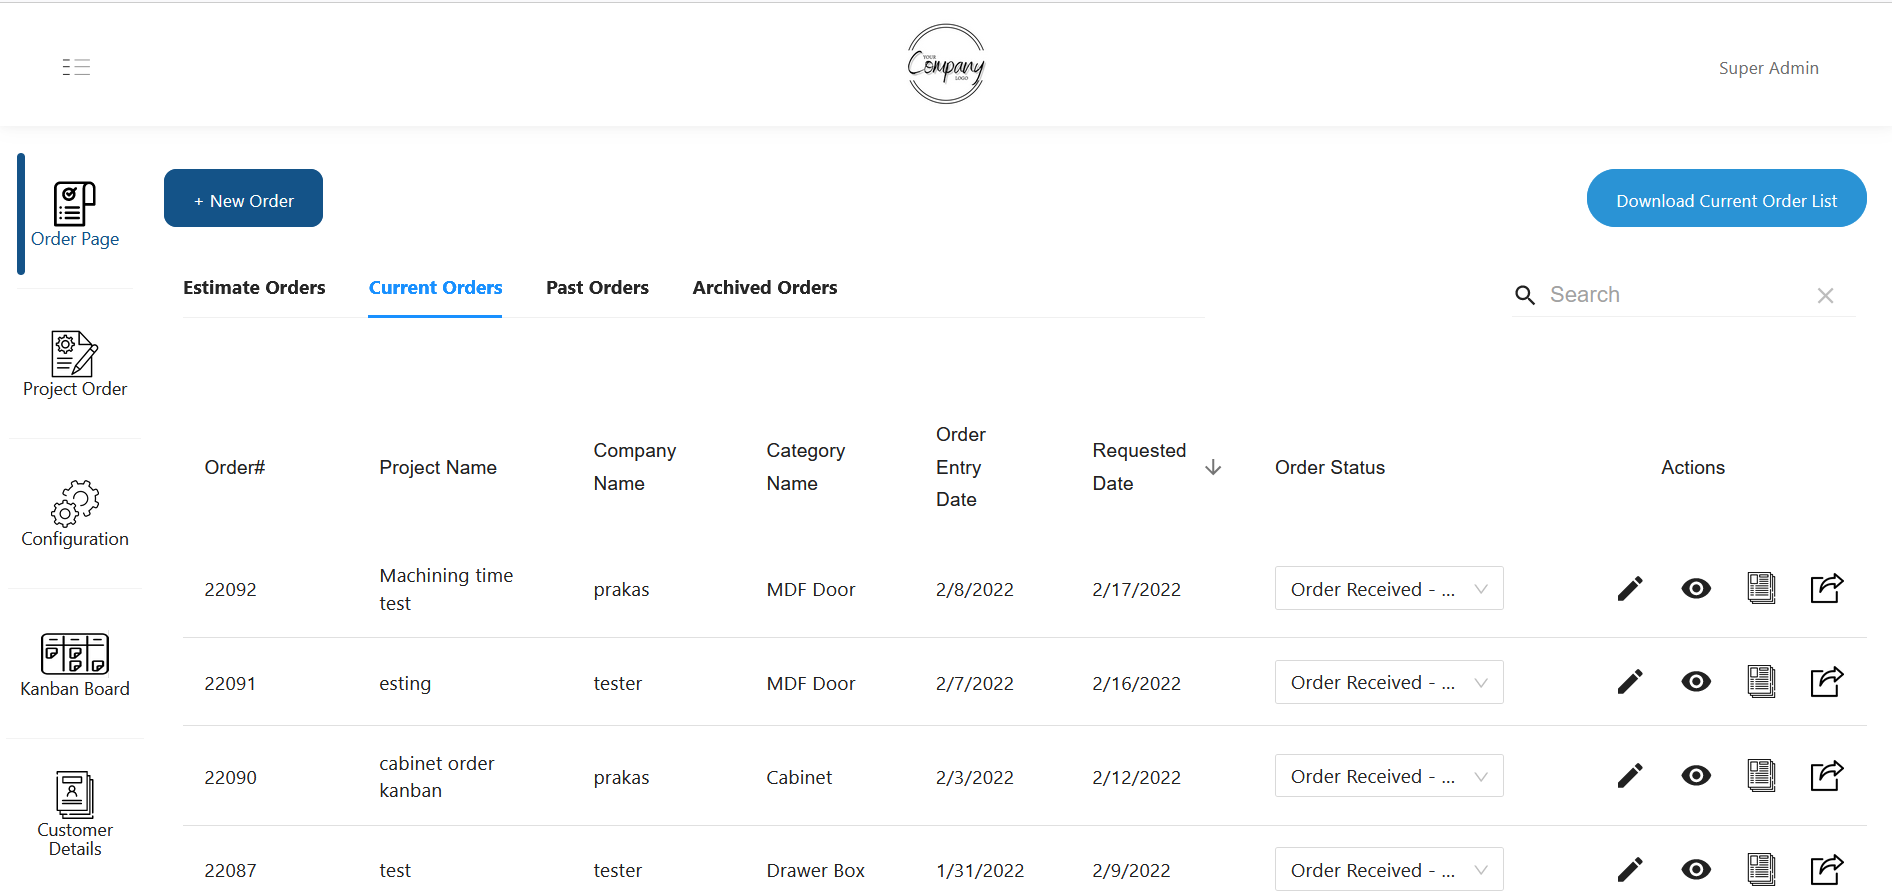 YOUR
Company
LOGO
Super Admin
Order Page
Project Order
Configuration
Kanban Board
Customer
Details
+ New Order
Download Current Order List
Estimate Orders Current Orders Past Orders Archived Orders
Search
Order# Project Name Company Name Category Name Order Entry Date Requested Date Order Status Actions
22092 Machining time test prakas MDF Door 2/8/2022 2/17/2022 Order Received - ...
22091 esting tester MDF Door 2/7/2022 2/16/2022 Order Received - ...
22090 cabinet order kanban prakas Cabinet 2/3/2022 2/12/2022 Order Received - ...
22087 test tester Drawer Box 1/31/2022 2/9/2022 Order Received - ...